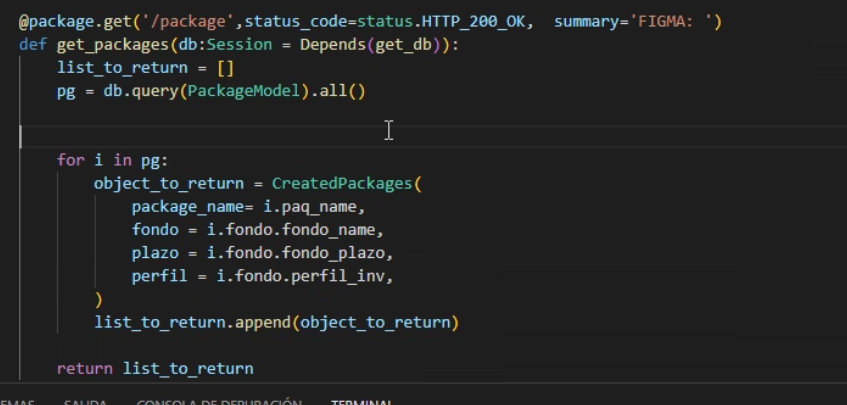 @package.get('/package',status_code=status.HTTP_200_OK,  summary='FIGMA: ')
def get_packages(db:Session = Depends(get_db)):
    list_to_return = []
    pg = db.query(PackageModel).all()
    for i in pg:
        object_to_return = CreatedPackages(
            package_name= i.paq_name,
            fondo = i.fondo.fondo_name,
            plazo = i.fondo.fondo_plazo,
            perfil = i.fondo.perfil_inv,
        )
        list_to_return.append(object_to_return)
    return list_to_return
SALIDA CONSOLA DE DEPURACIÓN TERMINAL